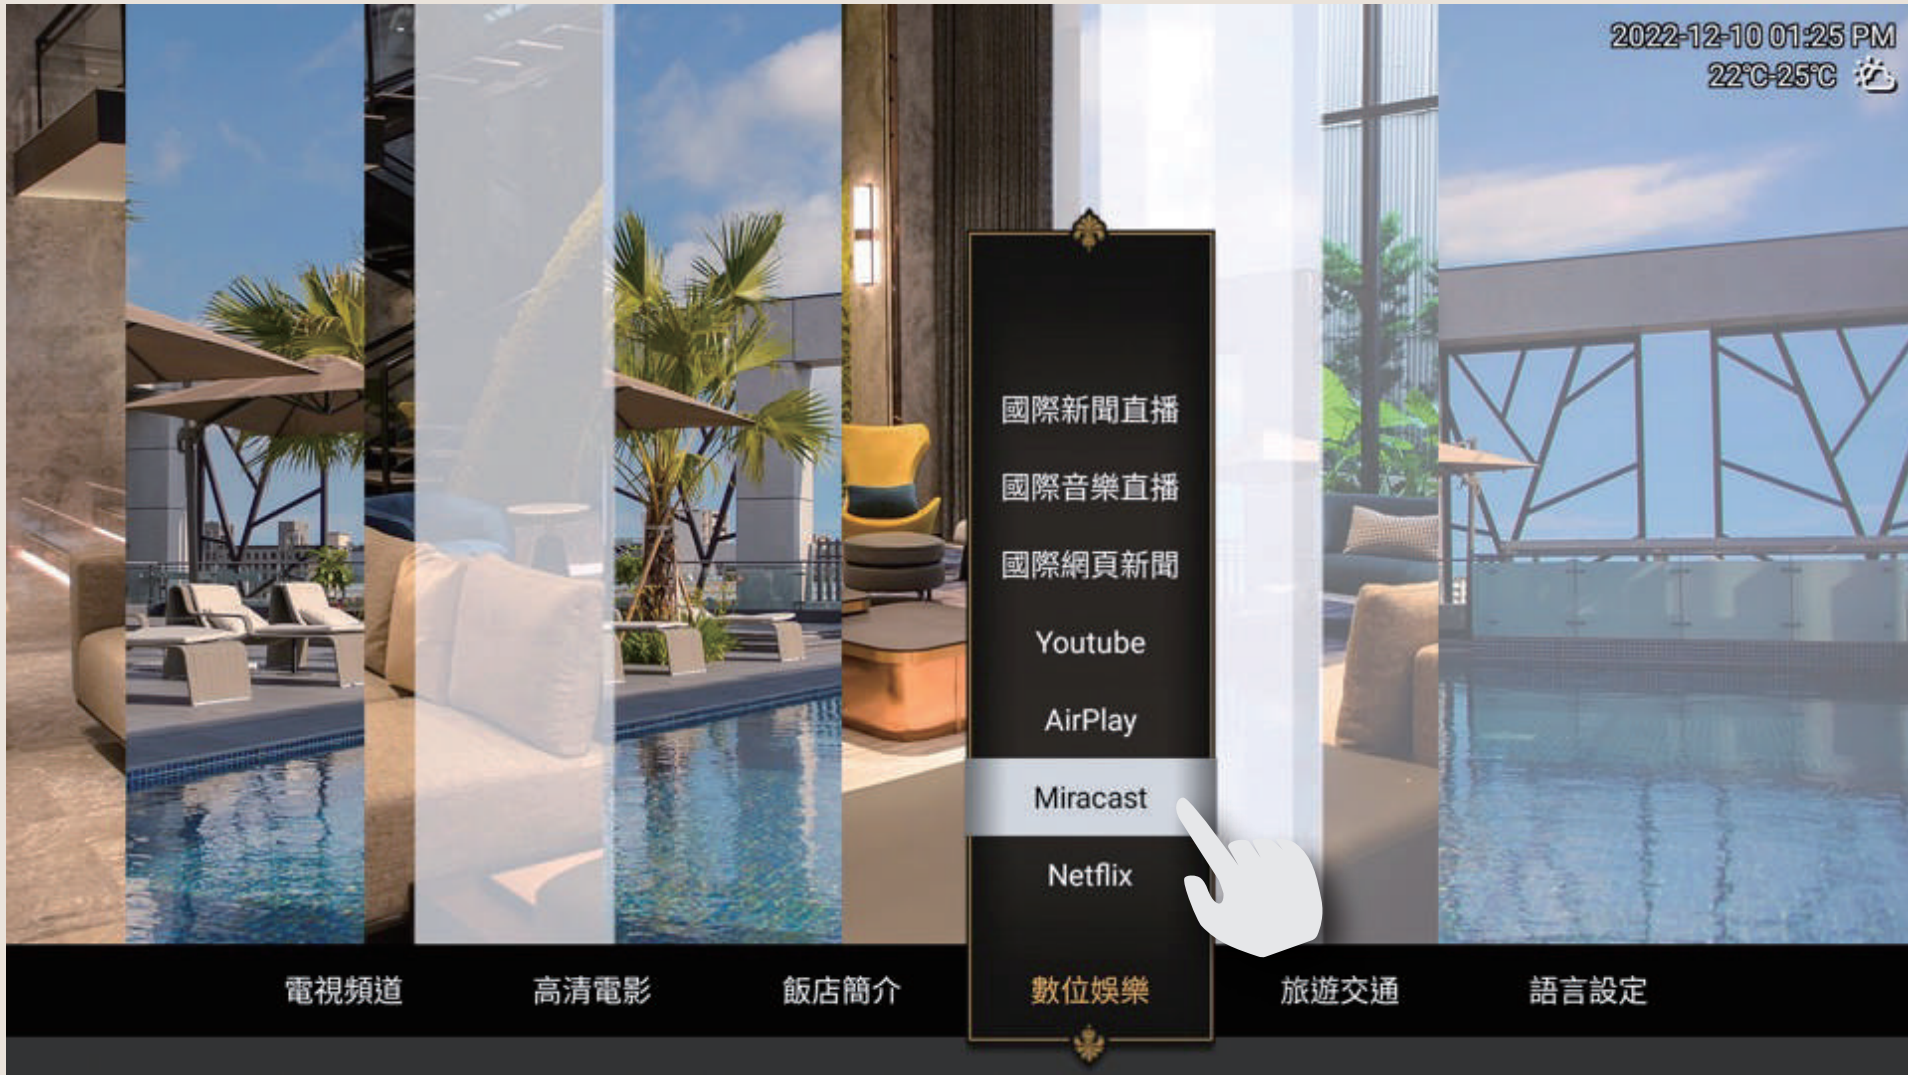 2022-12-10 01:25 PM
22°C-25°C
國際新聞直播
國際音樂直播
國際網頁新聞
Youtube
AirPlay
Miracast
Netflix
電視頻道 高清電影 飯店簡介 數位娛樂 旅遊交通 語言設定